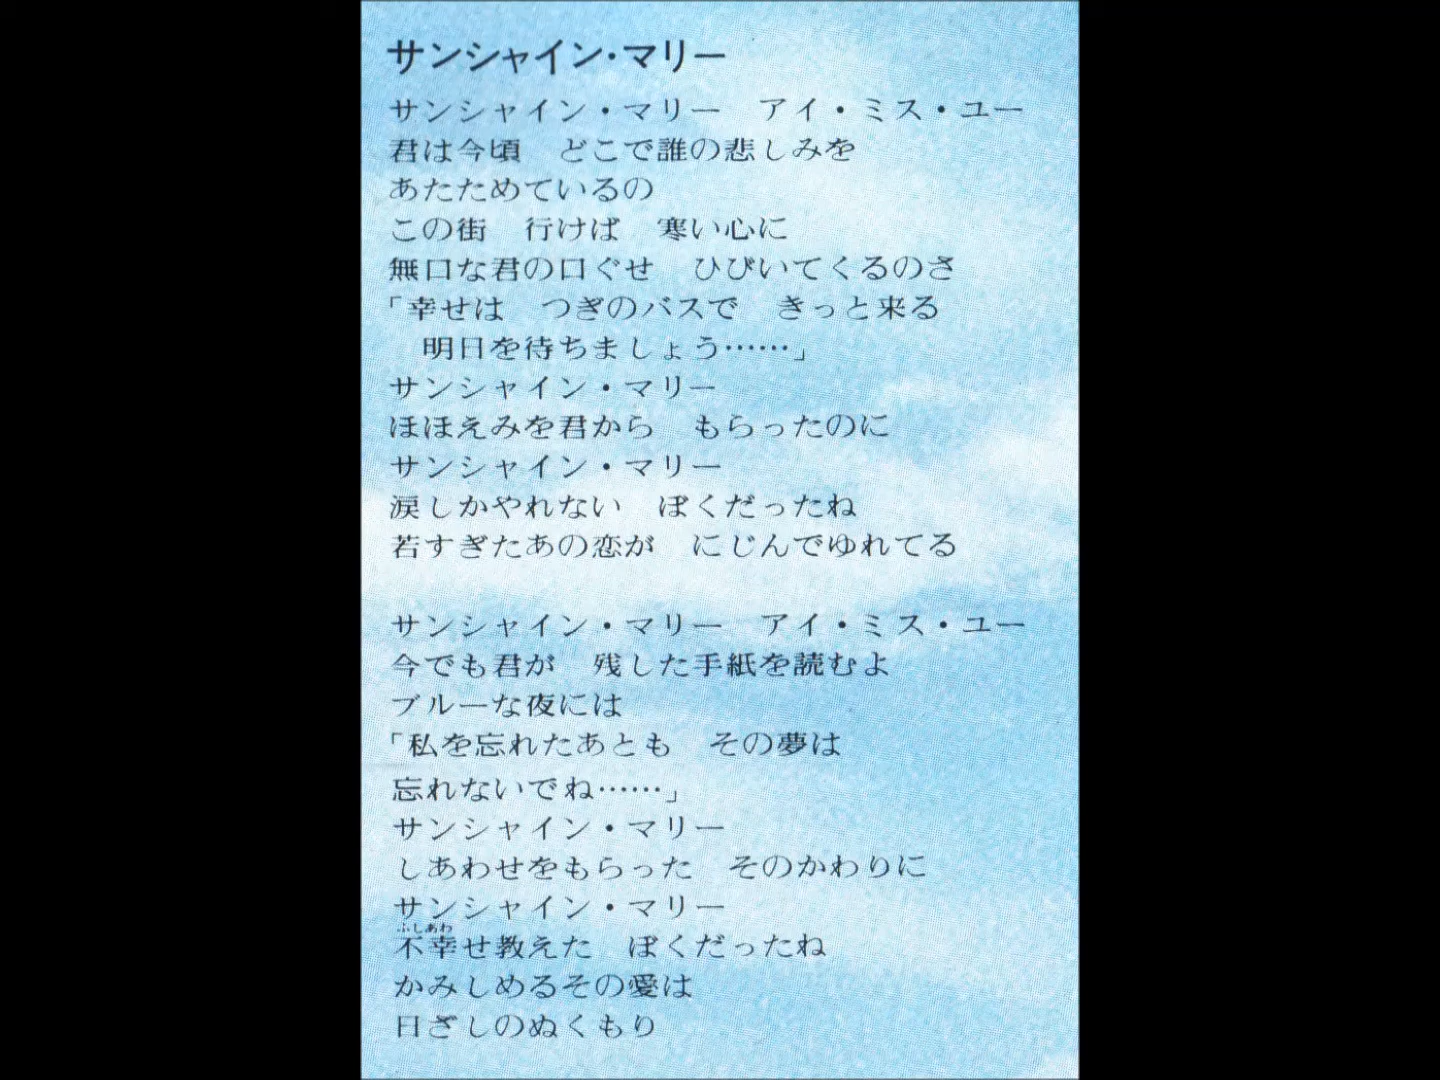 サンシャイン・マリー
サンシャイン・マリー　アイ・ミス・ユー
君は今頃　どこで誰の悲しみを
あたためているの
この街　行けば　寒い心に
無口な君の口ぐせ　ひびいてくるのさ
「幸せは　つぎのバスで　きっと来る
　明日を待ちましょう……」
サンシャイン・マリー
ほほえみを君から　もらったのに
サンシャイン・マリー
涙しかやれない　ぼくだったね
若すぎたあの恋が　にじんでゆれてる

サンシャイン・マリー　アイ・ミス・ユー
今でも君が　残した手紙を読むよ
ブルーな夜には
「私を忘れたあとも　その夢は
忘れないでね……」
サンシャイン・マリー
しあわせをもらった　そのかわりに
サンシャイン・マリー
ふしあわ
不幸せ教えた　ぼくだったね
かみしめるその愛は
日ざしのぬくもり